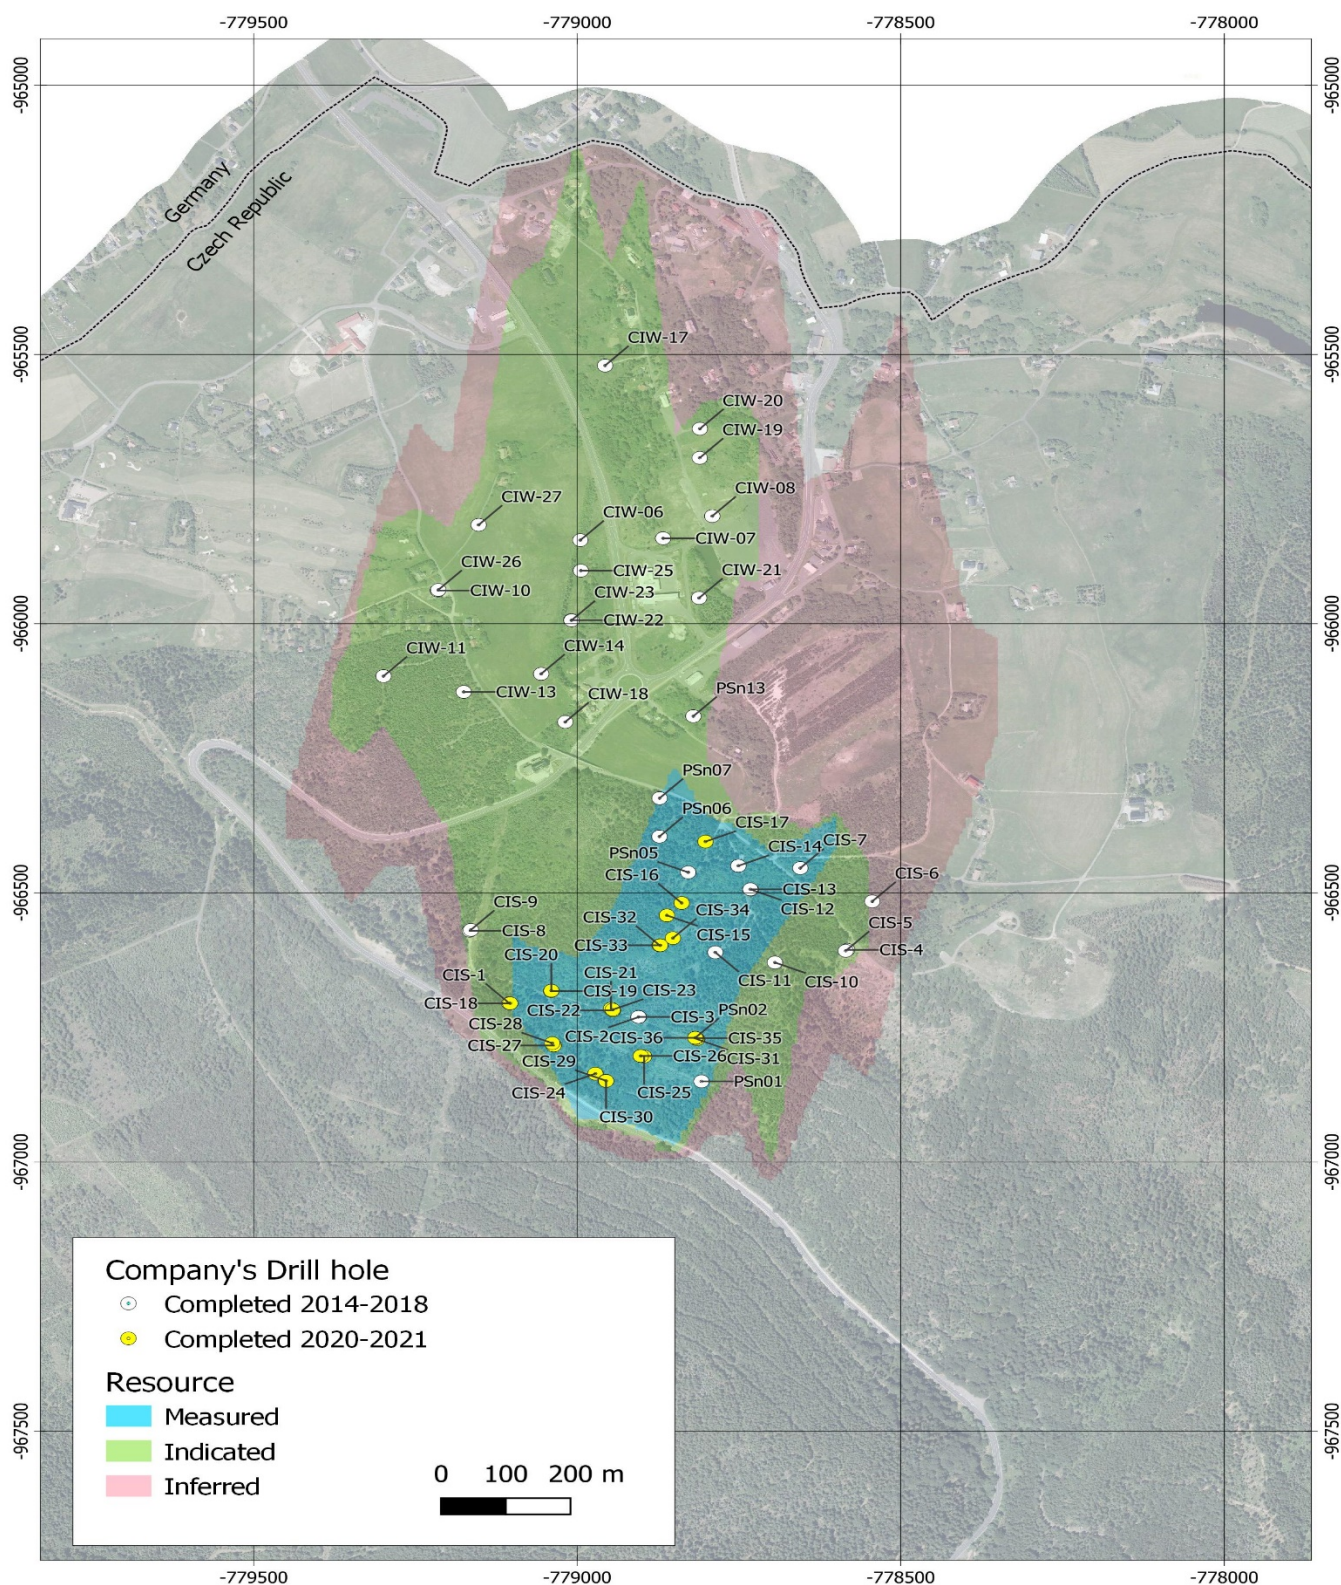 -779500
-779000
-778500
-778000
-965000
-965000
Germany
Czech Republic
-965500
-965500
CIW-17
CIW-20
CIW-19
CIW-27
CIW-08
CIW-06
CIW-07
CIW-26
CIW-25
CIW-21
CIW-10
CIW-23
CIW-22
-966000
-966000
CIW-14
CIW-11
CIW-13
CIW-18
PSn13
PSn07
PSn06
CIS-17
CIS-7
CIS-14
PSn05
CIS-16
CIS-6
CIS-13
-966500
-966500
CIS-12
CIS-9
CIS-34
CIS-32
CIS-5
CIS-8
CIS-15
CIS-33
CIS-4
CIS-20
CIS-1
CIS-21
CIS-11
CIS-10
CIS-19
CIS-23
CIS-18
CIS-22
PSn02
CIS-28
CIS-3
CIS-2
CIS-36
CIS-35
CIS-27
CIS-29
CIS-26
CIS-31
CIS-24
CIS-25
PSn01
CIS-30
-967000
-967000
Company's Drill hole
Completed 2014-2018
Completed 2020-2021
Resource
Measured
Indicated
Inferred
0 100 200 m
-967500
-967500
-779500
-779000
-778500
-778000